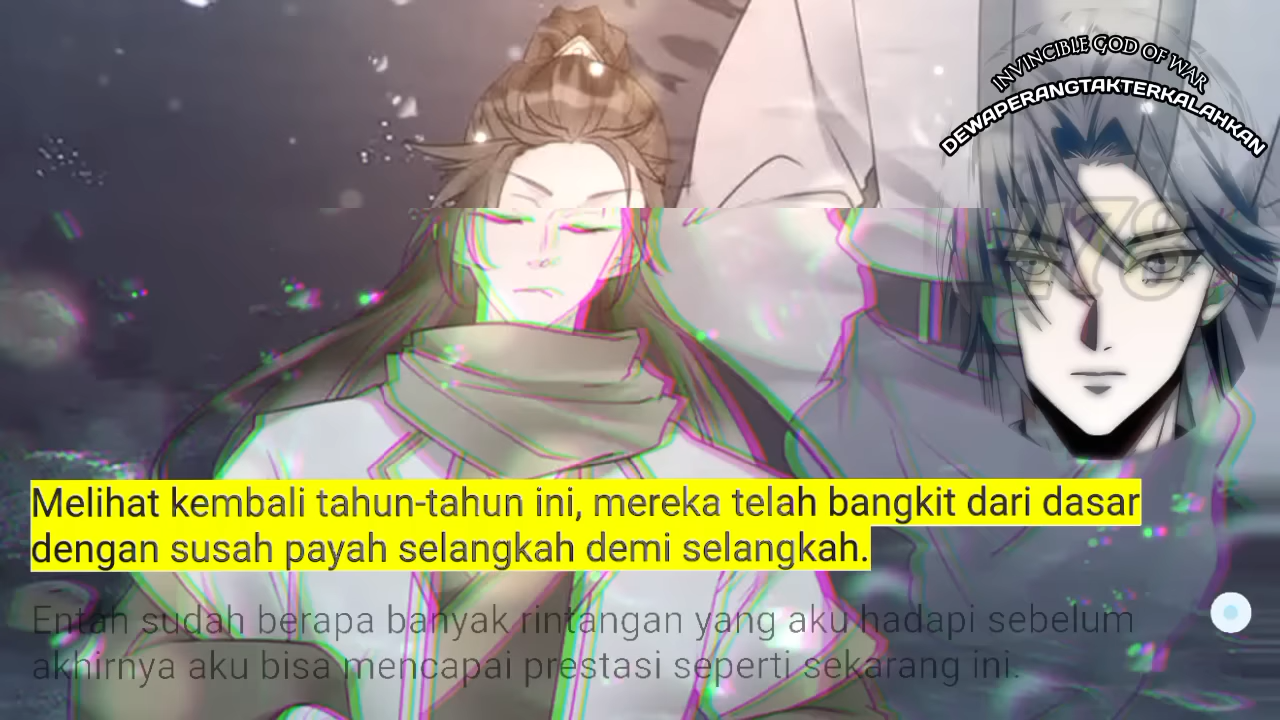 INVINCIBLE GOD OF WAR
DEWAPERANGTAKTERKALAHKAN
Melihat kembali tahun-tahun ini, mereka telah bangkit dari dasar
dengan susah payah selangkah demi selangkah.
Entah sudah berapa banyak rintangan yang aku hadapi sebelum
akhirnya aku bisa mencapai prestasi seperti sekarang ini.